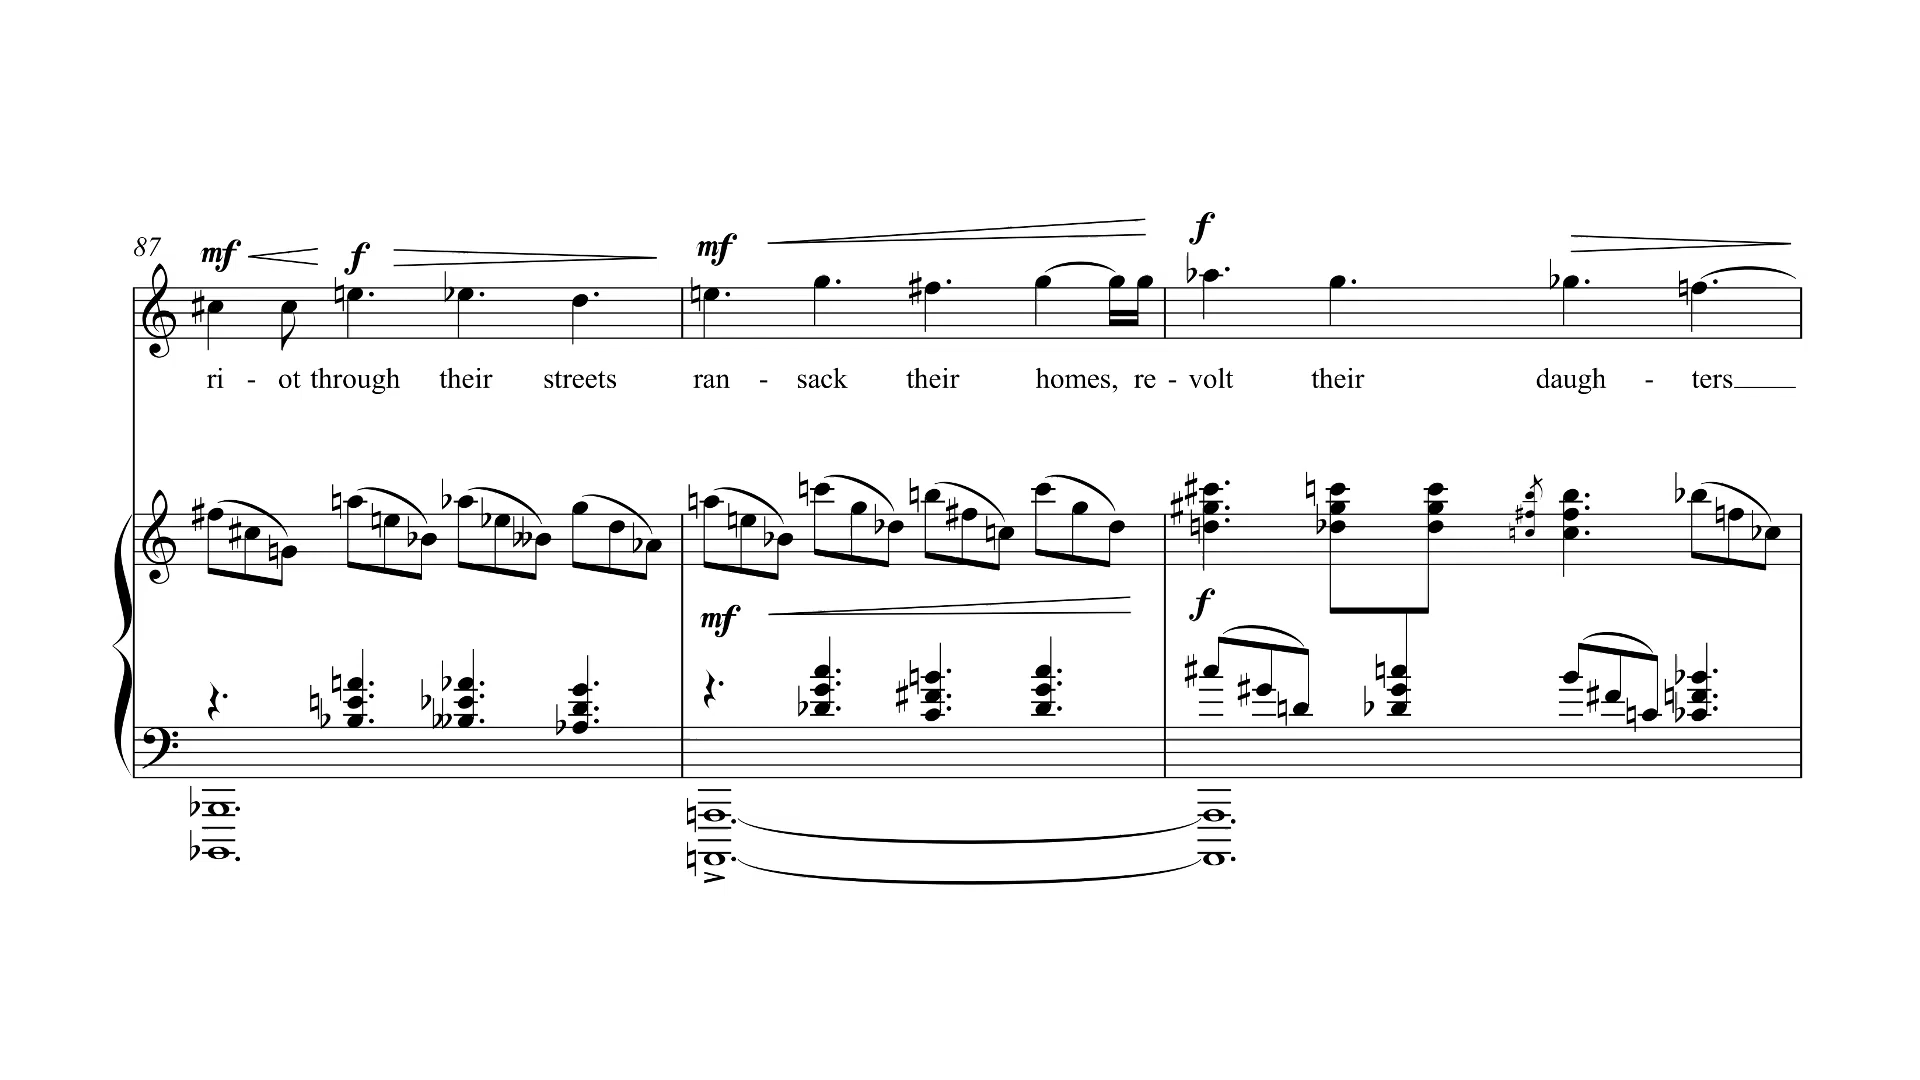 87
mf f mf f
ri - ot through their streets ran - sack their homes, re - volt their daugh - ters
mf f